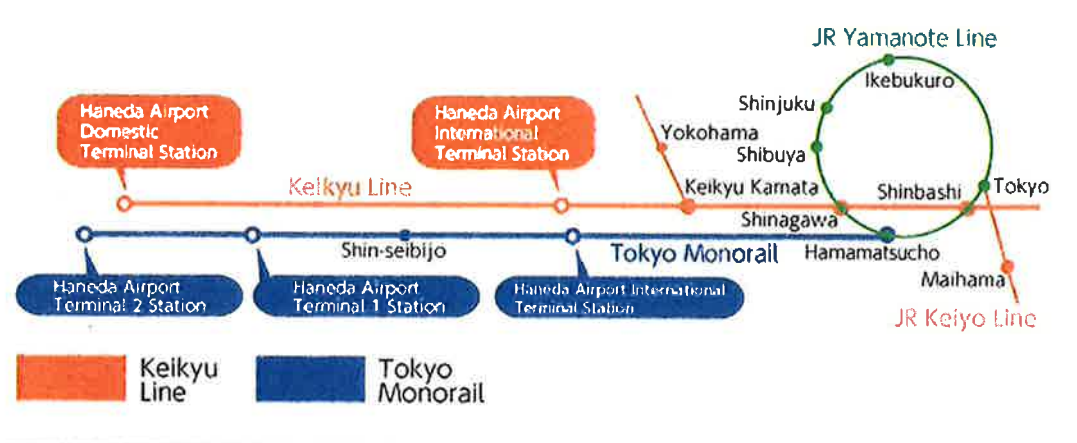 JR Yamanote Line
Ikebukuro
Shinjuku
Haneda Airport
Domestic
Terminal Station
Haneda Airport
International
Terminal Station
Yokohama
Shibuya
Keikyu Line
Keikyu Kamata
Shinbashi
Tokyo
Shinagawa
Shin-seibijo
Tokyo Monorail
Hamamatsucho
Maihama
Haneda Airport
Terminal 2 Station
Haneda Airport
Terminal 1 Station
Haneda Airport International
Terminal Station
JR Keiyo Line
Keikyu
Line
Tokyo
Monorail